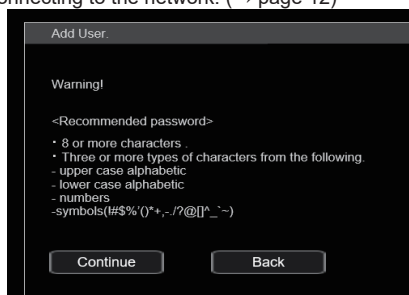 connecting to the network. (→ page 12)
Add User.
Warning!
<Recommended password>
・8 or more characters .
・Three or more types of characters from the following.
- upper case alphabetic
- lower case alphabetic
- numbers
-symbols(!#$%'()*+,-./?@[]^_`~)
Continue
Back